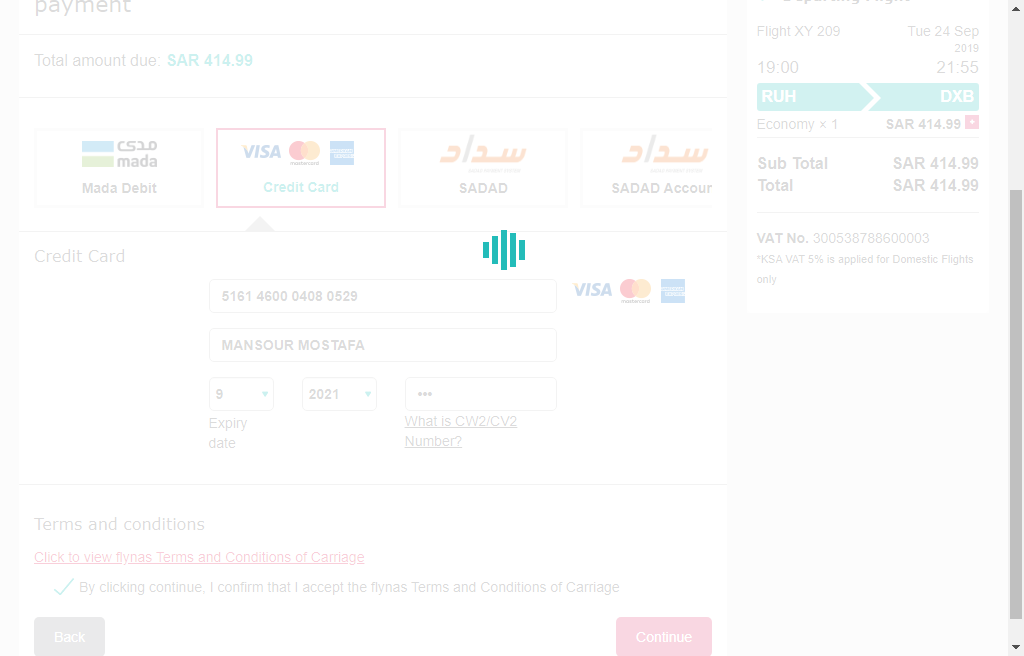 payment
Total amount due: SAR 414.99
مدى
mada
Mada Debit
VISA
mastercard
Credit Card
سداد
SADAD
سداد
SADAD Accour
Credit Card
5161 4600 0408 0529
VISA
mastercard
MANSOUR MOSTAFA
9
2021
•••
Expiry
date
What is CW2/CV2
Number?
Terms and conditions
Click to view flynas Terms and Conditions of Carriage
By clicking continue, I confirm that I accept the flynas Terms and Conditions of Carriage
Back
Continue
Departing Flight
Flight XY 209
Tue 24 Sep
2019
19:00
21:55
RUH
DXB
Economy × 1
SAR 414.99 +
Sub Total
SAR 414.99
Total
SAR 414.99
VAT No. 300538788600003
*KSA VAT 5% is applied for Domestic Flights
only